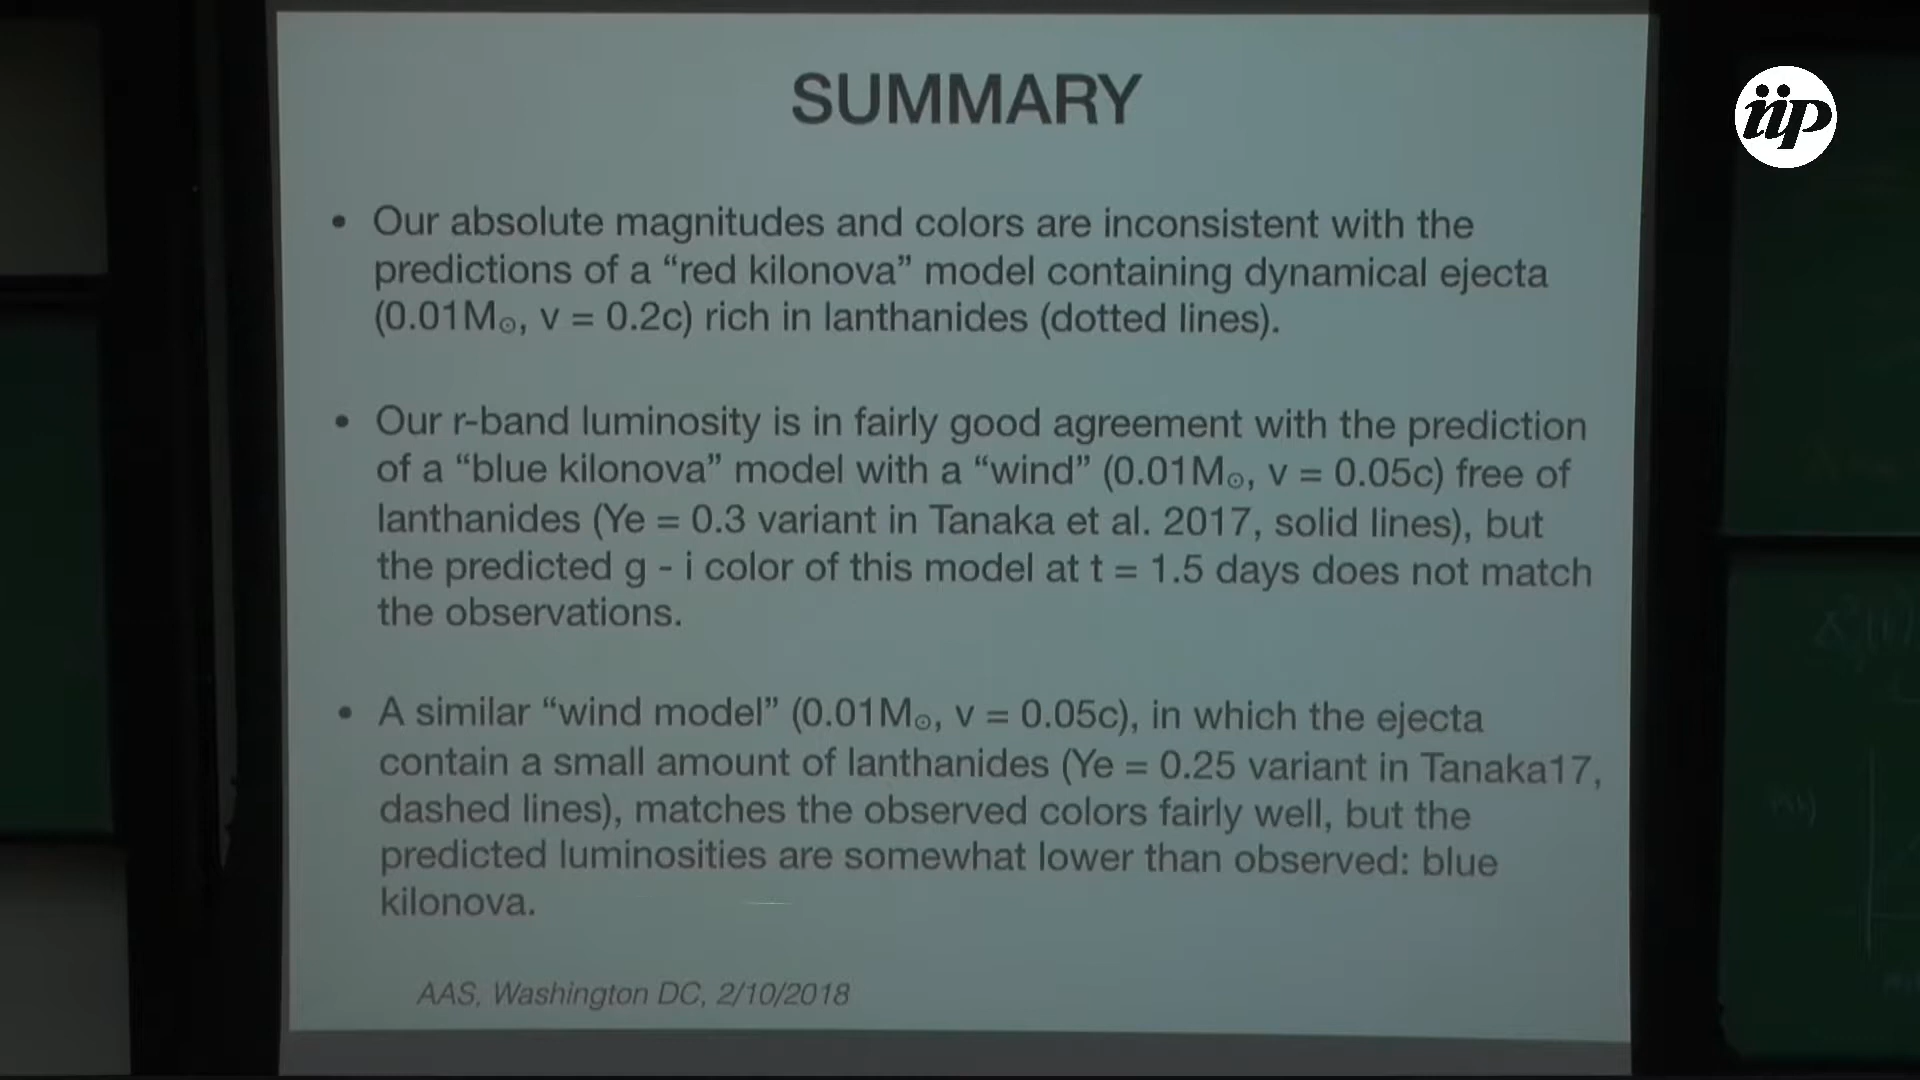 iip
SUMMARY
• Our absolute magnitudes and colors are inconsistent with the
predictions of a “red kilonova” model containing dynamical ejecta
(0.01M☉, v = 0.2c) rich in lanthanides (dotted lines).
• Our r-band luminosity is in fairly good agreement with the prediction
of a “blue kilonova” model with a “wind” (0.01M☉, v = 0.05c) free of
lanthanides (Ye = 0.3 variant in Tanaka et al. 2017, solid lines), but
the predicted g - i color of this model at t = 1.5 days does not match
the observations.
• A similar “wind model” (0.01M☉, v = 0.05c), in which the ejecta
contain a small amount of lanthanides (Ye = 0.25 variant in Tanaka17,
dashed lines), matches the observed colors fairly well, but the
predicted luminosities are somewhat lower than observed: blue
kilonova.
AAS, Washington DC, 2/10/2018